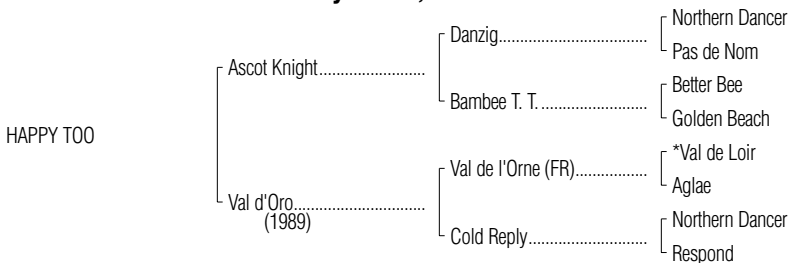 Northern Dancer
Danzig
Pas de Nom
Ascot Knight
Better Bee
Bambee T. T.
Golden Beach
HAPPY TOO
*Val de Loir
Val de l'Orne (FR)
Aglae
Val d'Oro
(1989)
Northern Dancer
Cold Reply
Respond